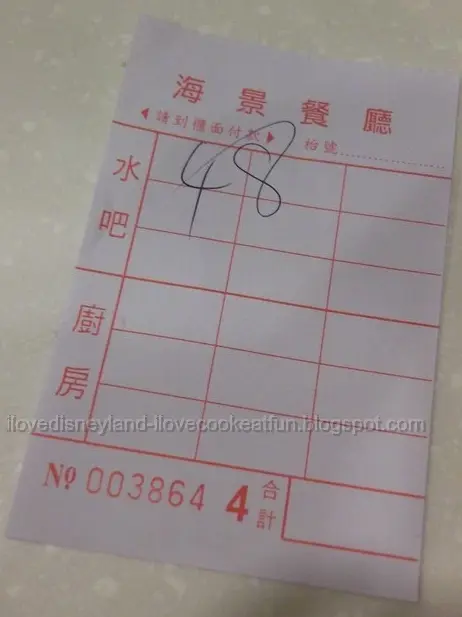 海景餐廳
◀請到櫃面付款▶ 枱號
48
水吧
廚房
ilovedisneyland-ilovecookeatfun.blogspot.com
Nº 003864 4 合計